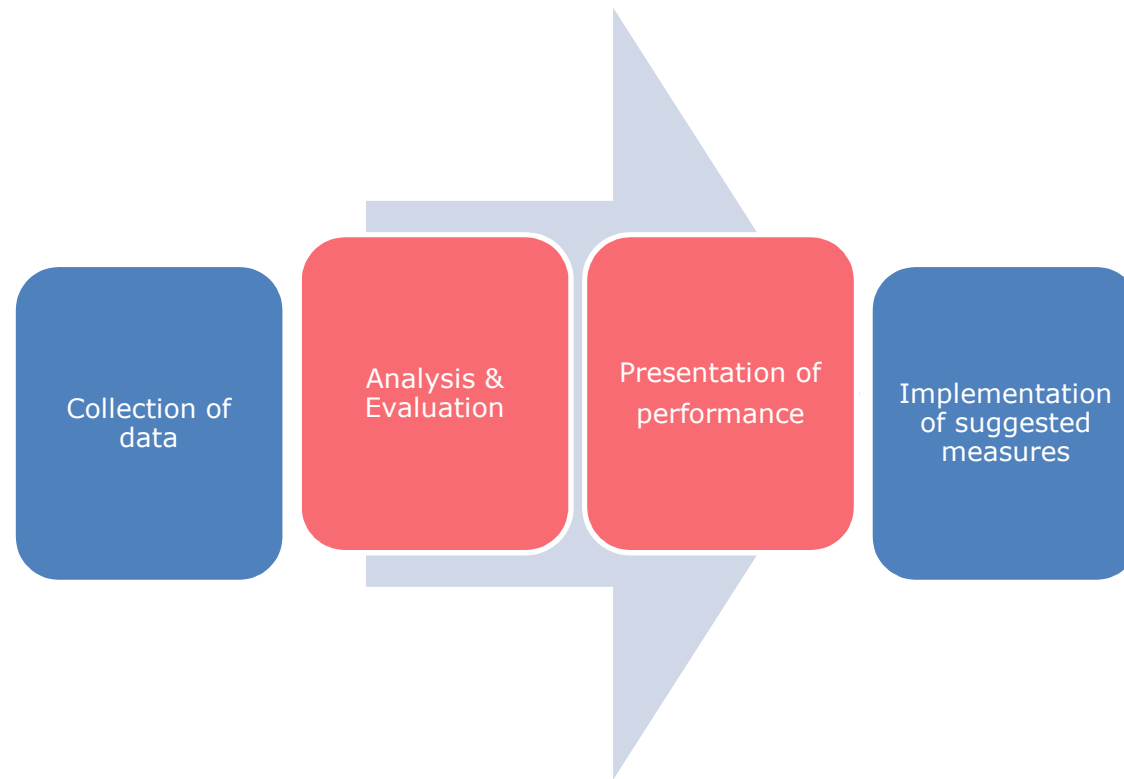 Collection of
data
Analysis &
Evaluation
Presentation of
performance
Implementation
of suggested
measures